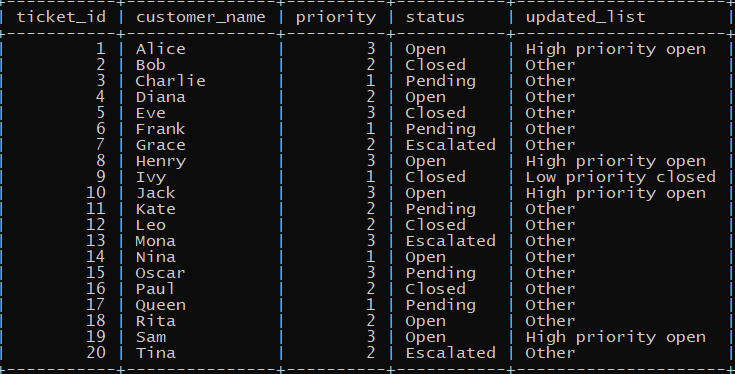 +-----------+---------------+----------+-----------+---------------------+
| ticket_id | customer_name | priority | status    | updated_list        |
+-----------+---------------+----------+-----------+---------------------+
|         1 | Alice         |        3 | Open      | High priority open  |
|         2 | Bob           |        2 | Closed    | Other               |
|         3 | Charlie       |        1 | Pending   | Other               |
|         4 | Diana         |        2 | Open      | Other               |
|         5 | Eve           |        3 | Closed    | Other               |
|         6 | Frank         |        1 | Pending   | Other               |
|         7 | Grace         |        2 | Escalated | Other               |
|         8 | Henry         |        3 | Open      | High priority open  |
|         9 | Ivy           |        1 | Closed    | Low priority closed |
|        10 | Jack          |        3 | Open      | High priority open  |
|        11 | Kate          |        2 | Pending   | Other               |
|        12 | Leo           |        2 | Closed    | Other               |
|        13 | Mona          |        3 | Escalated | Other               |
|        14 | Nina          |        1 | Open      | Other               |
|        15 | Oscar         |        3 | Pending   | Other               |
|        16 | Paul          |        2 | Closed    | Other               |
|        17 | Queen         |        1 | Pending   | Other               |
|        18 | Rita          |        2 | Open      | Other               |
|        19 | Sam           |        3 | Open      | High priority open  |
|        20 | Tina          |        2 | Escalated | Other               |
+-----------+---------------+----------+-----------+---------------------+